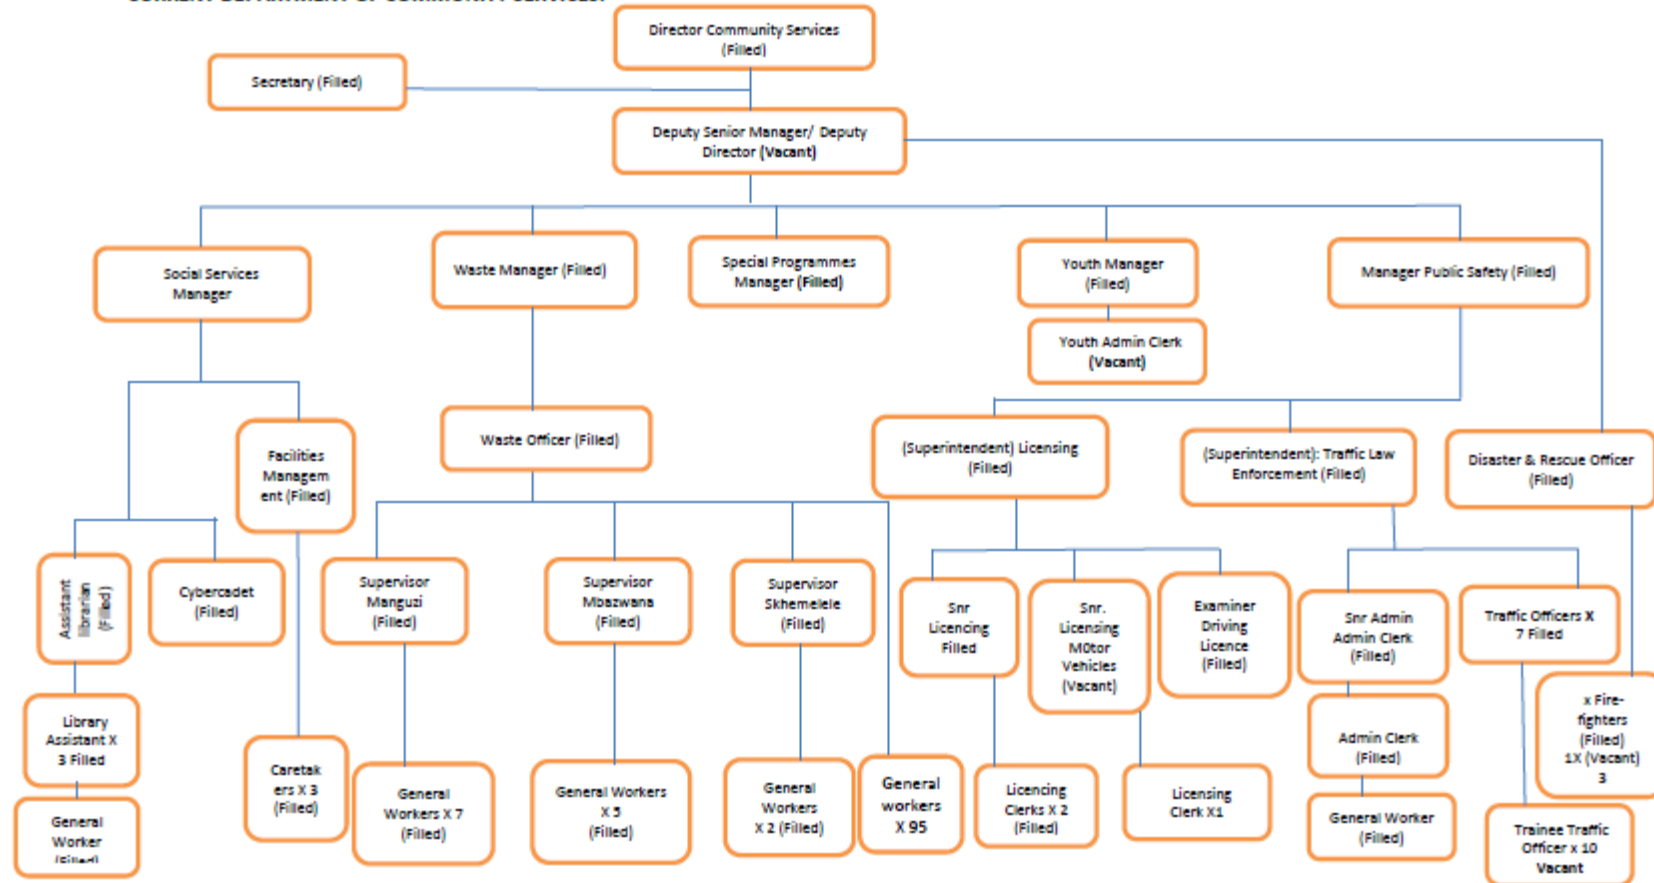 Director Community Services
(Filled)
Secretary (Filled)
Deputy Senior Manager/ Deputy
Director (Vacant)
Social Services
Manager
Waste Manager (Filled)
Special Programmes
Manager (Filled)
Youth Manager
(Filled)
Manager Public Safety (Filled)
Youth Admin Clerk
(Vacant)
Facilities
Managem
ent (Filled)
Waste Officer (Filled)
(Superintendent) Licensing
(Filled)
(Superintendent): Traffic Law
Enforcement (Filled)
Disaster & Rescue Officer
(Filled)
Assistant
librarian
(Filled)
Cybercadet
(Filled)
Supervisor
Manguzi
(Filled)
Supervisor
Mbazwana
(Filled)
Supervisor
Skhemelele
(Filled)
Snr
Licencing
Filled
Snr.
Licensing
M0tor
Vehicles
(Vacant)
Examiner
Driving
Licence
(Filled)
Snr Admin
Admin Clerk
(Filled)
Traffic Officers X
7 Filled
Library
Assistant X
3 Filled
Caretak
ers X 3
(Filled)
General
Workers X 7
(Filled)
General Workers
X 5
(Filled)
General
Workers
X 2 (Filled)
General
workers
X 95
Licencing
Clerks X 2
(Filled)
Licensing
Clerk X1
Admin Clerk
(Filled)
x Fire-
fighters
(Filled)
1X (Vacant)
3
General
Worker
(Filled)
General Worker
(Filled)
Trainee Traffic
Officer x 10
Vacant